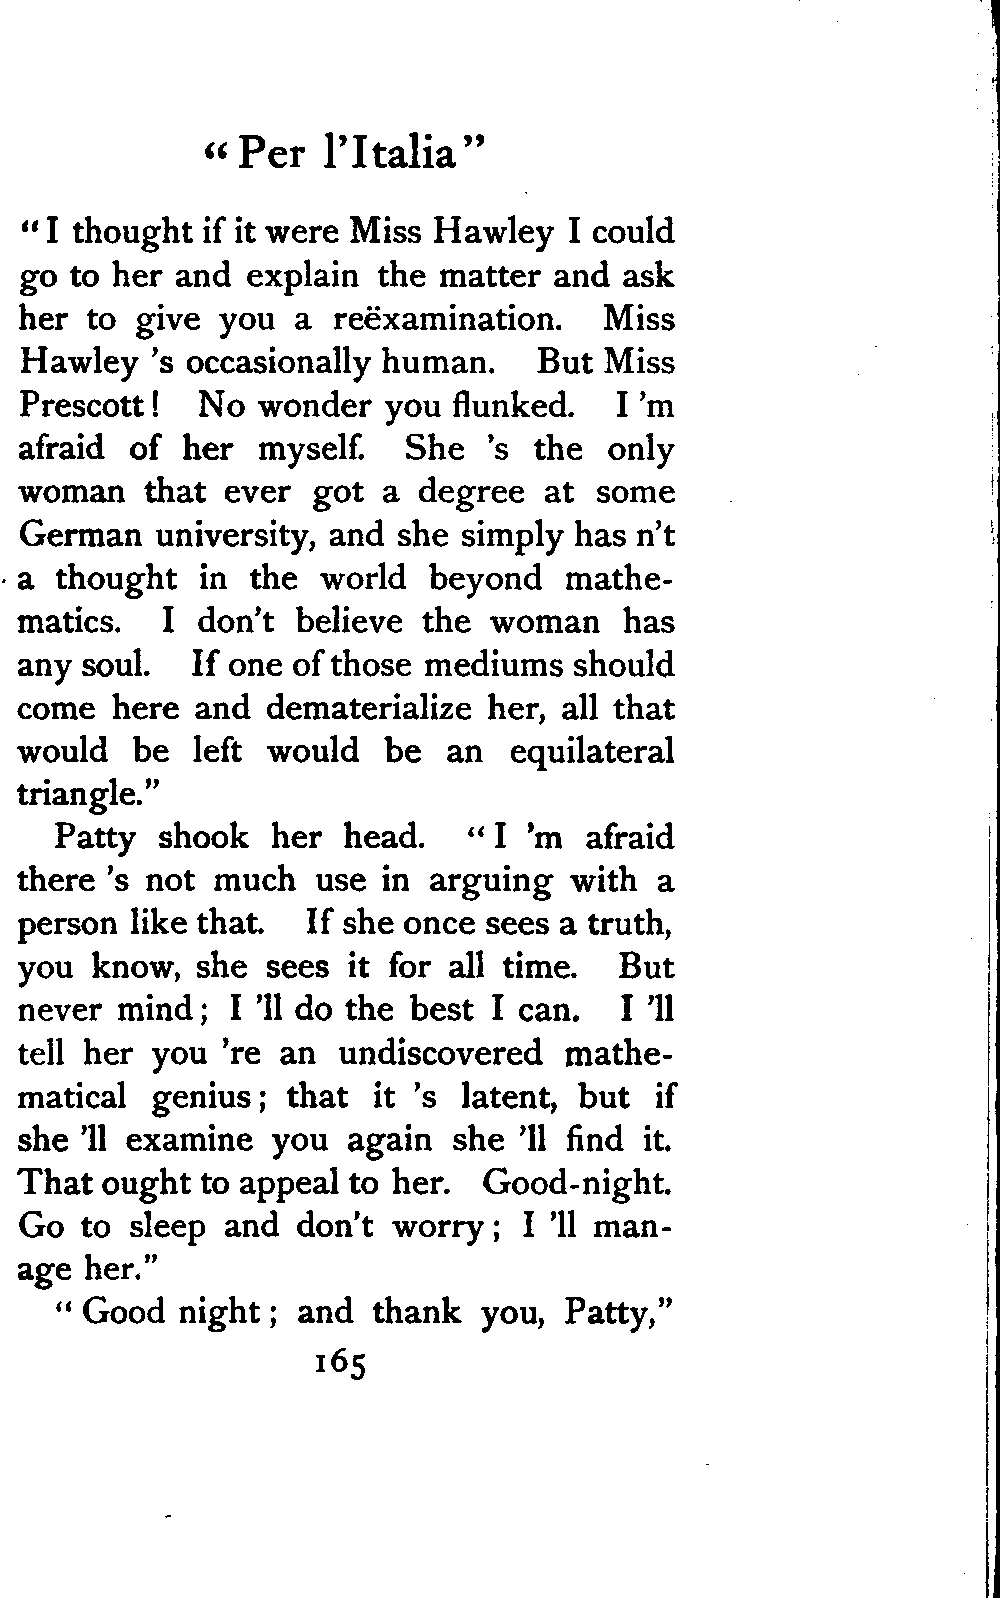 “Per l’Italia”
“I thought if it were Miss Hawley I could
go to her and explain the matter and ask
her to give you a reëxamination. Miss
Hawley ’s occasionally human. But Miss
Prescott! No wonder you flunked. I ’m
afraid of her myself. She ’s the only
woman that ever got a degree at some
German university, and she simply has n’t
a thought in the world beyond mathe-
matics. I don’t believe the woman has
any soul. If one of those mediums should
come here and dematerialize her, all that
would be left would be an equilateral
triangle.”
Patty shook her head. “I ’m afraid
there ’s not much use in arguing with a
person like that. If she once sees a truth,
you know, she sees it for all time. But
never mind; I ’ll do the best I can. I ’ll
tell her you ’re an undiscovered mathe-
matical genius; that it ’s latent, but if
she ’ll examine you again she ’ll find it.
That ought to appeal to her. Good-night.
Go to sleep and don’t worry; I ’ll man-
age her.”
“Good night; and thank you, Patty,”
165